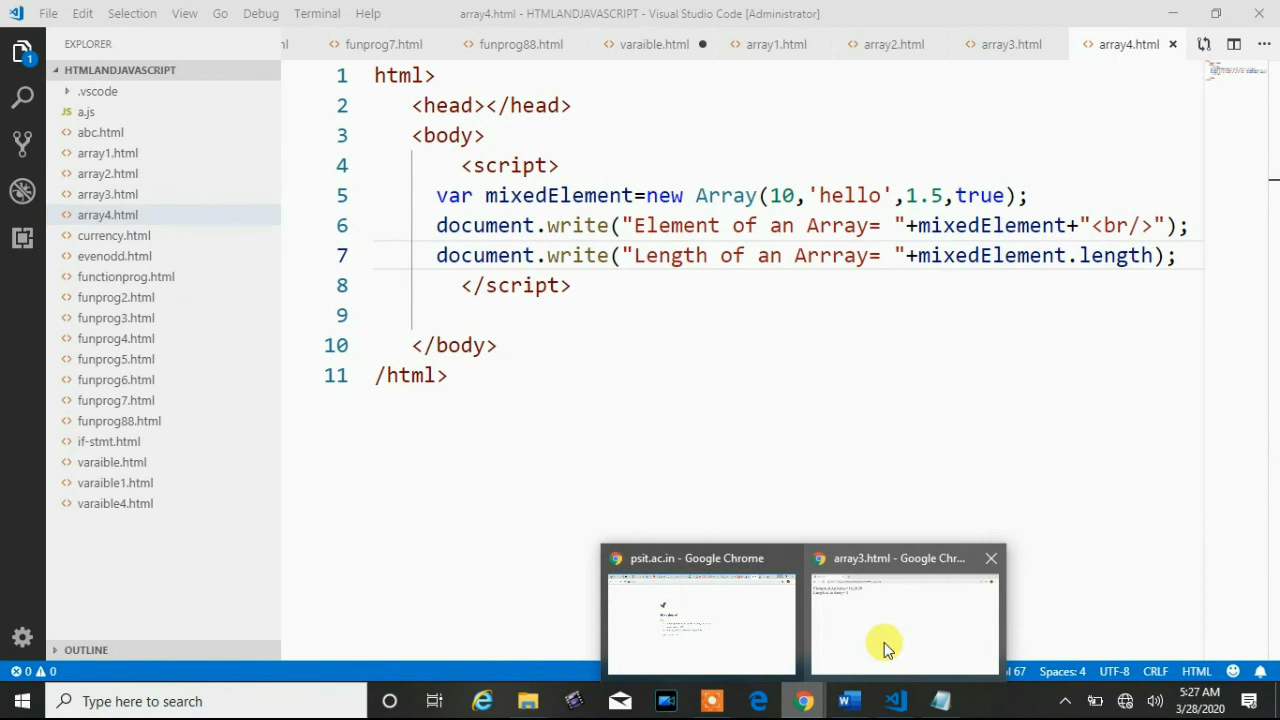 File Edit Selection View Go Debug Terminal Help array4.html - HTMLANDJAVASCRIPT - Visual Studio Code [Administrator]
EXPLORER
funprog7.html funprog88.html varaible.html array1.html array2.html array3.html array4.html
1
HTMLANDJAVASCRIPT
.vscode
JS a.js
abc.html
array1.html
array2.html
array3.html
array4.html
currency.html
evenodd.html
functionprog.html
funprog2.html
funprog3.html
funprog4.html
funprog5.html
funprog6.html
funprog7.html
funprog88.html
if-stmt.html
varaible.html
varaible1.html
varaible4.html
OUTLINE
1 html>
2 <head></head>
3 <body>
4 <script>
5 var mixedElement=new Array(10,'hello',1.5,true);
6 document.write("Element of an Array= "+mixedElement+"<br/>");
7 document.write("Length of an Arrray= "+mixedElement.length);
8 </script>
9
10 </body>
11 /html>
psit.ac.in - Google Chrome array3.html - Google Chr...
0 0 67 Spaces: 4 UTF-8 CRLF HTML
Type here to search
5:27 AM
3/28/2020